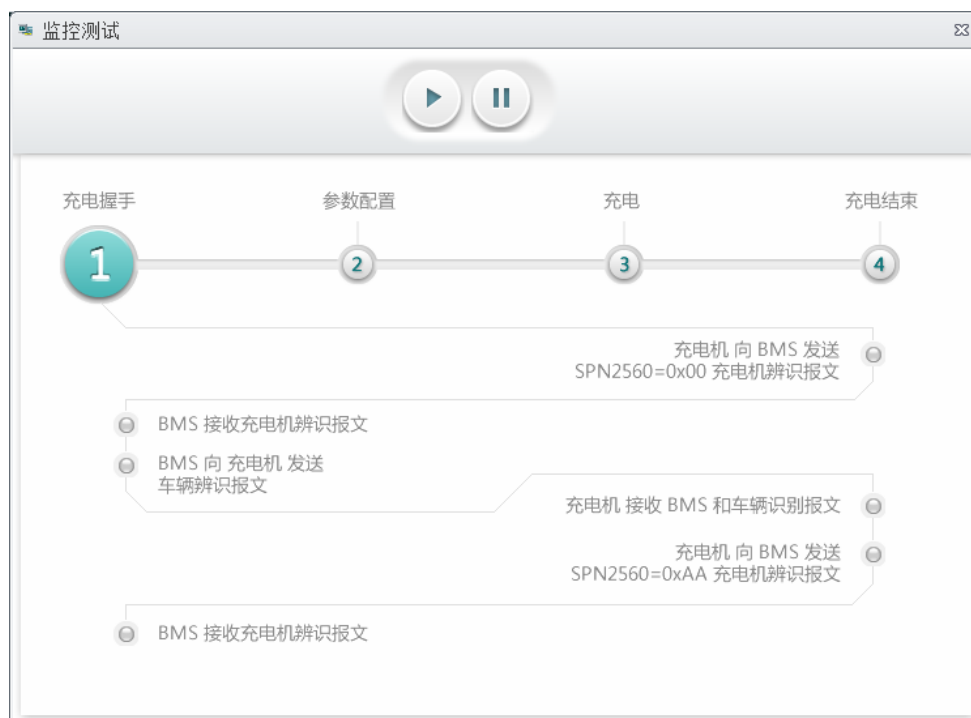 监控测试
充电握手
参数配置
充电
充电结束
1
2
3
4
充电机 向 BMS 发送
SPN2560=0x00 充电机辨识报文
BMS 接收充电机辨识报文
BMS 向 充电机 发送
车辆辨识报文
充电机 接收 BMS 和车辆识别报文
充电机 向 BMS 发送
SPN2560=0xAA 充电机辨识报文
BMS 接收充电机辨识报文